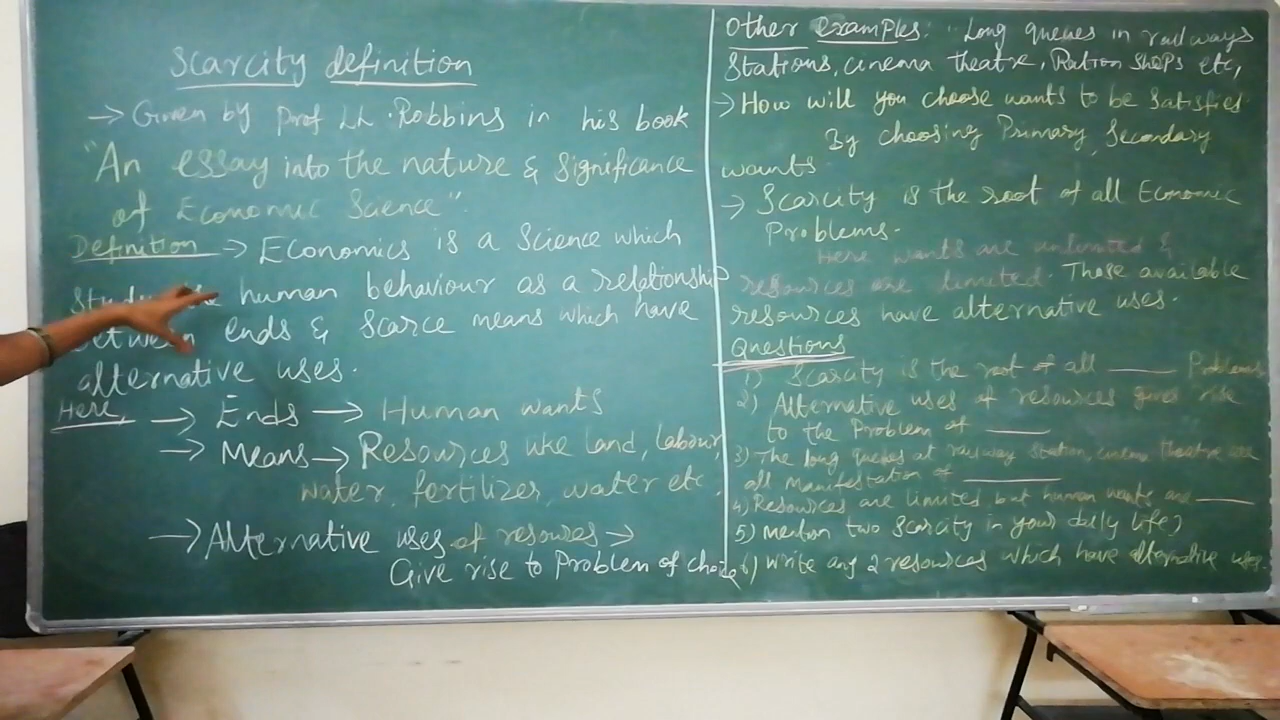 Scarcity definition
→ Given by Prof L.L. Robbins in his book
"An essay into the nature & significance
of Economic Science".
Definition → Economics is a Science which
human behaviour as a relationship
ends & Scarce means which have
alternative uses.
Here, → Ends → Human wants
→ Means → Resources like land, labour,
water, fertilizer, water etc.
→ Alternative uses of resources →
Give rise to Problem of choice
Other examples: "Long queues in railways
Stations, cinema theatre, Ration Shops etc,
→ How will you choose wants to be satisfied
By choosing Primary, Secondary
wants
→ Scarcity is the root of all Economic
Problems.
Here wants are unlimited &
resources are limited. Those available
resources have alternative uses.
Questions
1) Scarcity is the root of all ____ Problems
2) Alternative uses of resources gives rise
to the Problem of ____
3) The long queues at railway station, cinema theatre are
all manifestation of ____
4) Resources are limited but human wants are ____
5) Mention two scarcity in your daily life?
6) Write any 2 resources which have alternative uses.